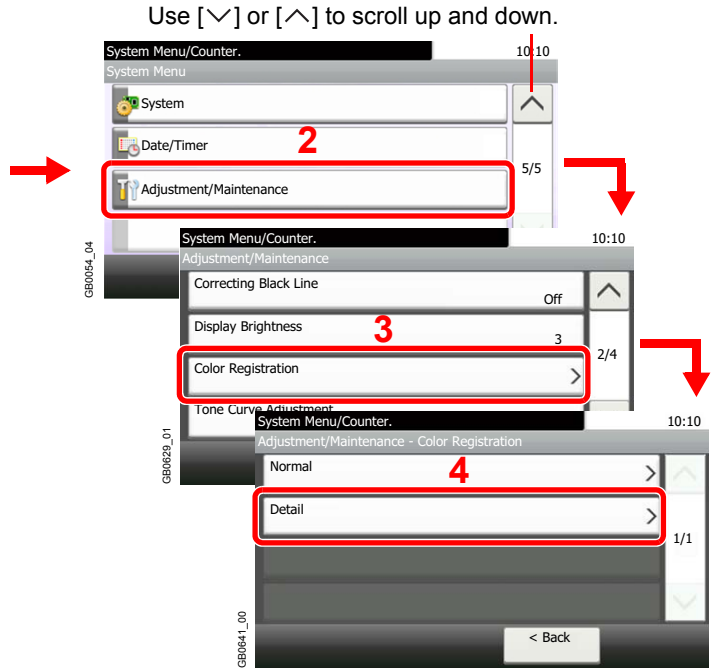 Use [﹀] or [︿] to scroll up and down.
System Menu/Counter.
10:10
System Menu
System
Date/Timer
2
5/5
Adjustment/Maintenance
GB0054_04
System Menu/Counter.
10:10
Adjustment/Maintenance
Correcting Black Line
Off
Display Brightness
3
3
2/4
Color Registration
>
Tone Curve Adjustment
GB0629_01
System Menu/Counter.
10:10
Adjustment/Maintenance - Color Registration
Normal
4
>
Detail
>
1/1
GB0641_00
< Back